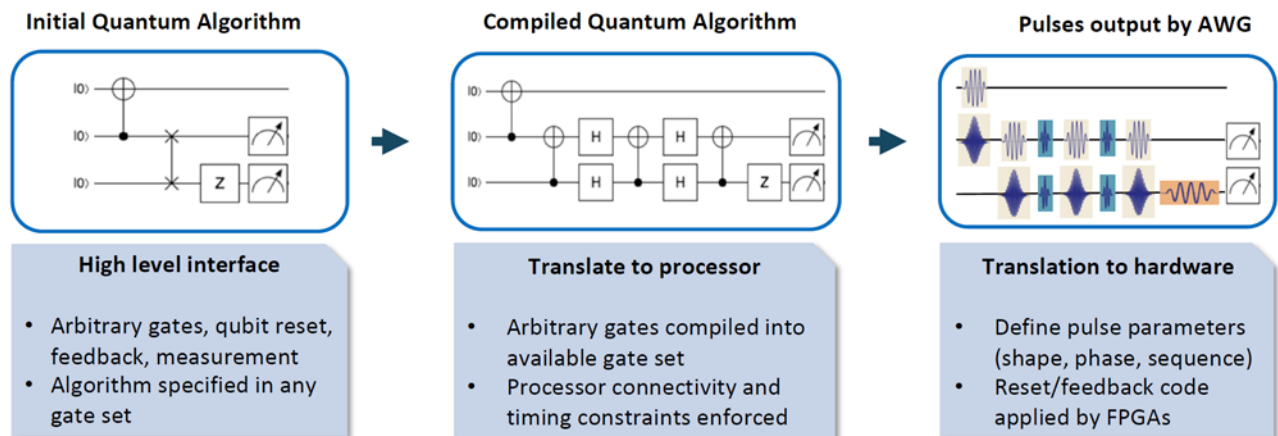 Initial Quantum Algorithm
Compiled Quantum Algorithm
Pulses output by AWG
|0⟩
|0⟩
|0⟩
Z
|0⟩
|0⟩
H
H
|0⟩
H
H
Z
High level interface
• Arbitrary gates, qubit reset,
feedback, measurement
• Algorithm specified in any
gate set
Translate to processor
• Arbitrary gates compiled into
available gate set
• Processor connectivity and
timing constraints enforced
Translation to hardware
• Define pulse parameters
(shape, phase, sequence)
• Reset/feedback code
applied by FPGAs